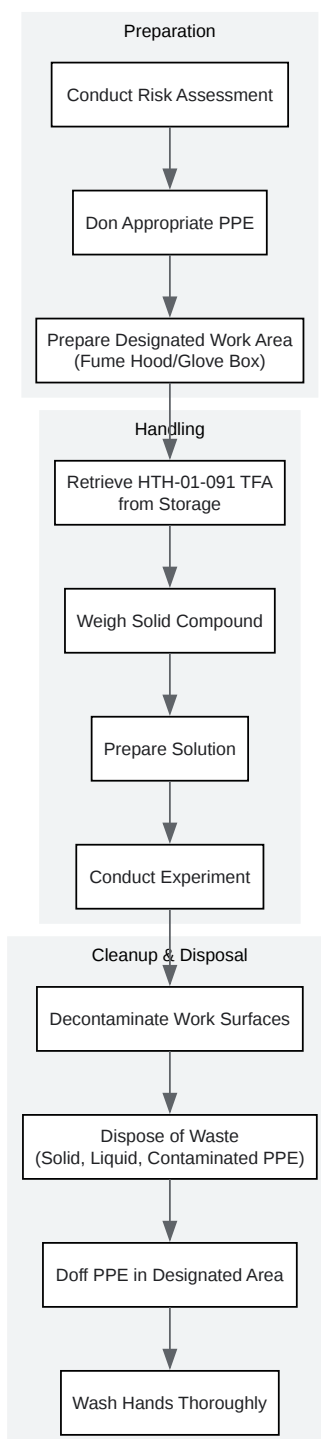 Preparation
Conduct Risk Assessment
Don Appropriate PPE
Prepare Designated Work Area
(Fume Hood/Glove Box)
Handling
Retrieve HTH-01-091 TFA
from Storage
Weigh Solid Compound
Prepare Solution
Conduct Experiment
Cleanup & Disposal
Decontaminate Work Surfaces
Dispose of Waste
(Solid, Liquid, Contaminated PPE)
Doff PPE in Designated Area
Wash Hands Thoroughly